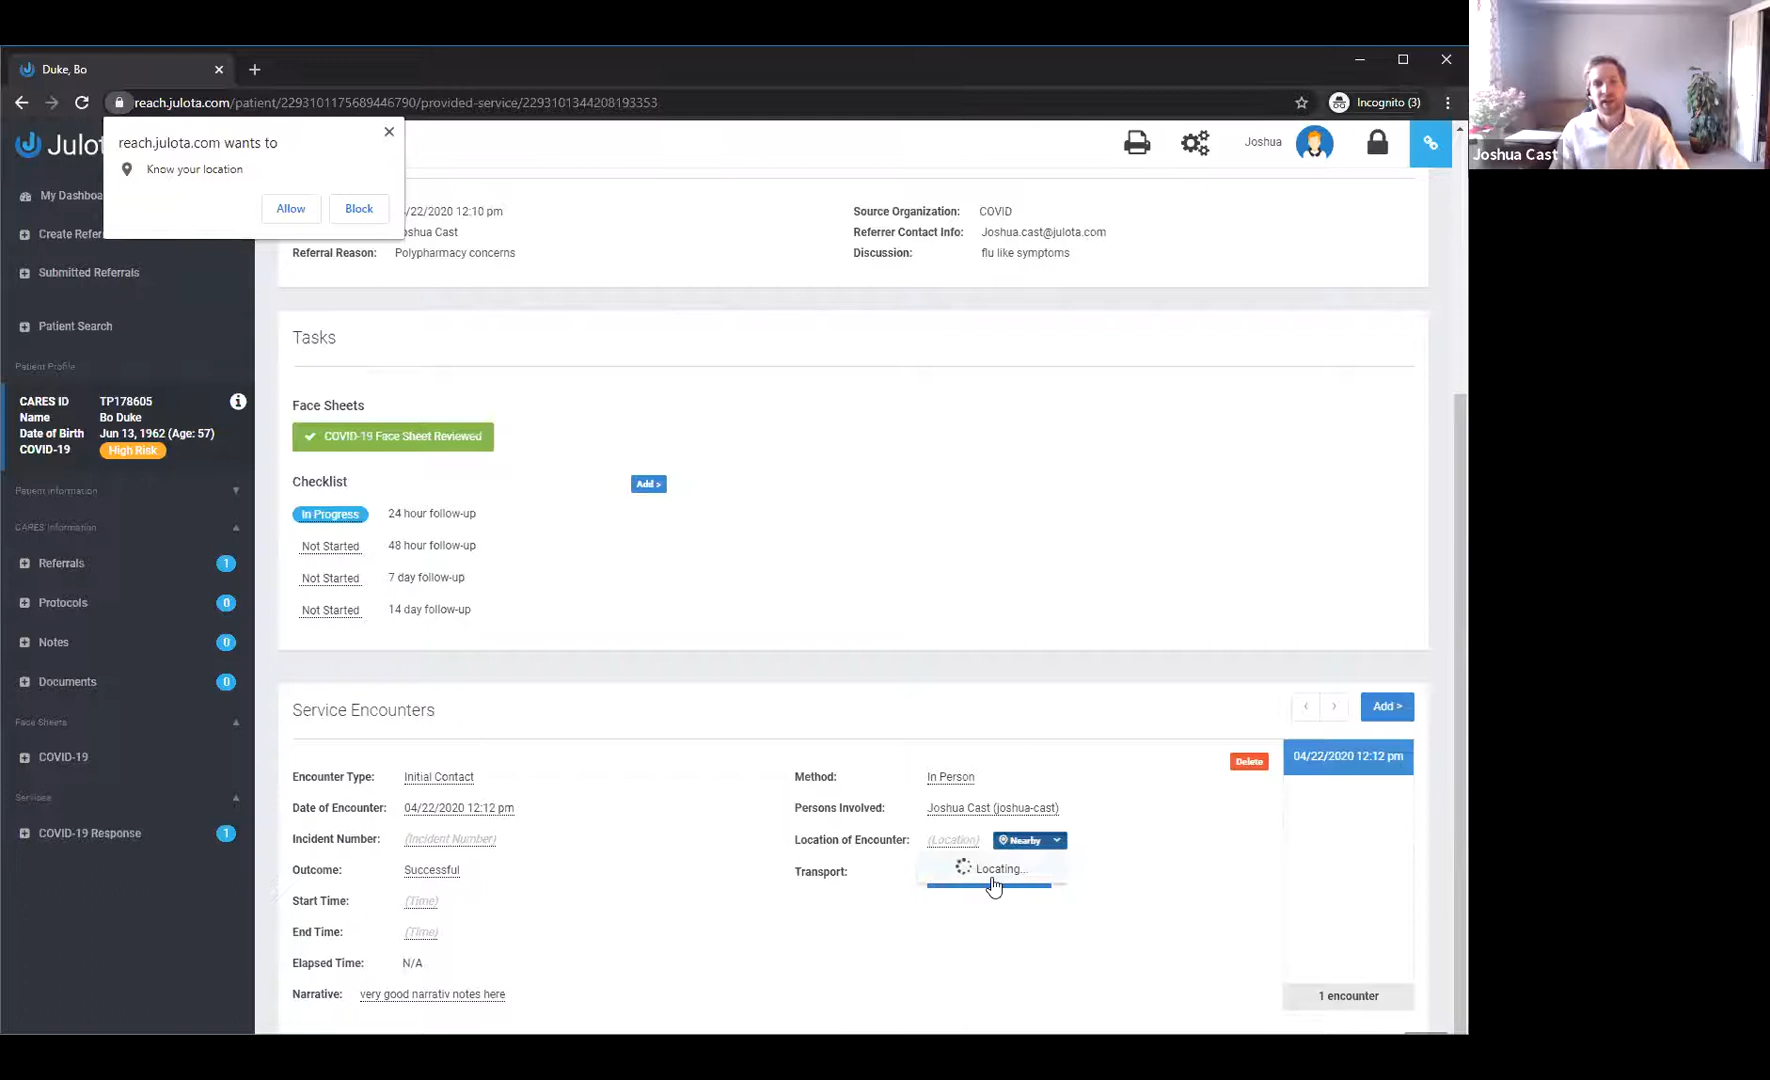 Duke, Bo
reach.julota.com/patient/2293101175689446790/provided-service/2293101344208193353
Incognito (3)
reach.julota.com wants to
Know your location
Allow
Block
Julo
Joshua
Joshua Cast
My Dashboa
Create Refer
Submitted Referrals
Patient Search
Patient Profile
CARES ID TP178605
Name Bo Duke
Date of Birth Jun 13, 1962 (Age: 57)
COVID-19 High Risk
Patient Information
CARES Information
Referrals 1
Protocols 0
Notes 0
Documents 0
Face Sheets
COVID-19
Services
COVID-19 Response 1
/22/2020 12:10 pm
oshua Cast
Referral Reason: Polypharmacy concerns
Source Organization: COVID
Referrer Contact Info: Joshua.cast@julota.com
Discussion: flu like symptoms
Tasks
Face Sheets
COVID-19 Face Sheet Reviewed
Checklist Add >
In Progress 24 hour follow-up
Not Started 48 hour follow-up
Not Started 7 day follow-up
Not Started 14 day follow-up
Service Encounters
Add >
Encounter Type: Initial Contact
Date of Encounter: 04/22/2020 12:12 pm
Incident Number: (Incident Number)
Outcome: Successful
Start Time: (Time)
End Time: (Time)
Elapsed Time: N/A
Narrative: very good narrativ notes here
Delete
Method: In Person
Persons Involved: Joshua Cast (joshua-cast)
Location of Encounter: (Location) Nearby
Locating...
Transport:
04/22/2020 12:12 pm
1 encounter